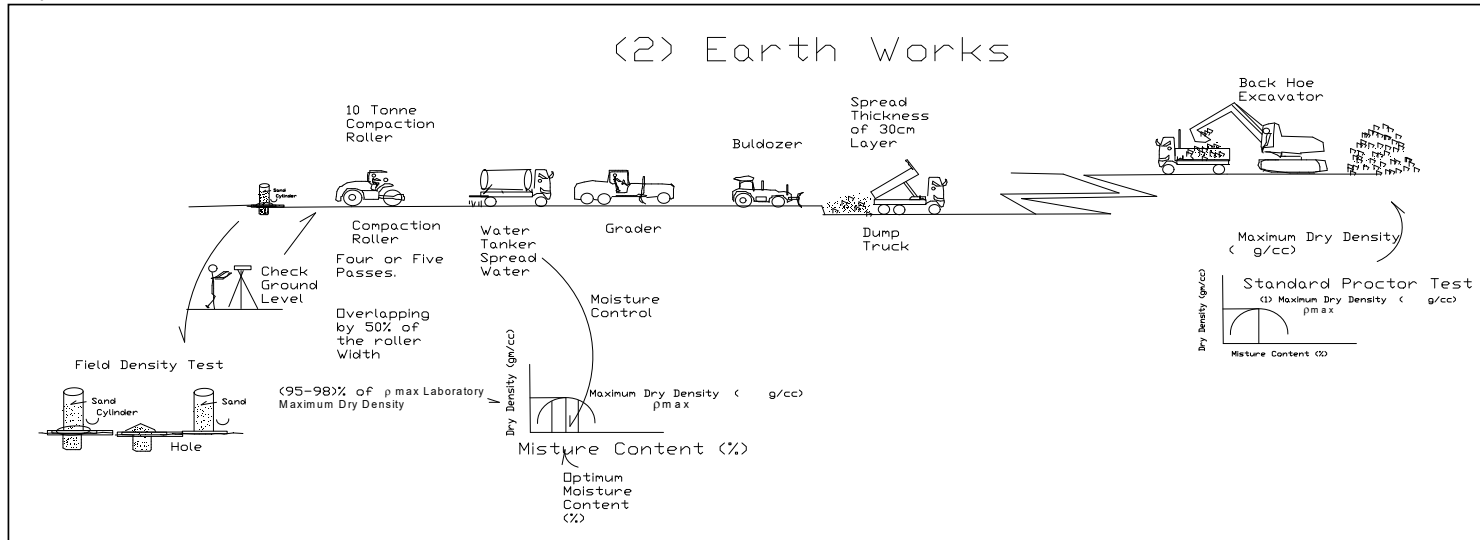 (2) Earth Works
Back Hoe
Excavator
Spread
Thickness
of 30cm
Layer
10 Tonne
Compaction
Roller
Buldozer
Sand
Cylinder
Compaction
Roller
Four or Five
Passes.
Overlapping
by 50% of
the roller
Width
Water
Tanker
Spread
Water
Grader
Dump
Truck
Check
Ground
Level
Moisture
Control
Maximum Dry Density
( g/cc)
Standard Proctor Test
(1) Maximum Dry Density ( g/cc)
ρmax
Dry Density (gm/cc)
Misture Content (%)
Field Density Test
Sand
Cylinder
Hole
Sand
(95-98)% of ρ max Laboratory
Maximum Dry Density
Dry Density (gm/cc)
Maximum Dry Density ( g/cc)
ρmax
Misture Content (%)
Optimum
Moisture
Content
(%)